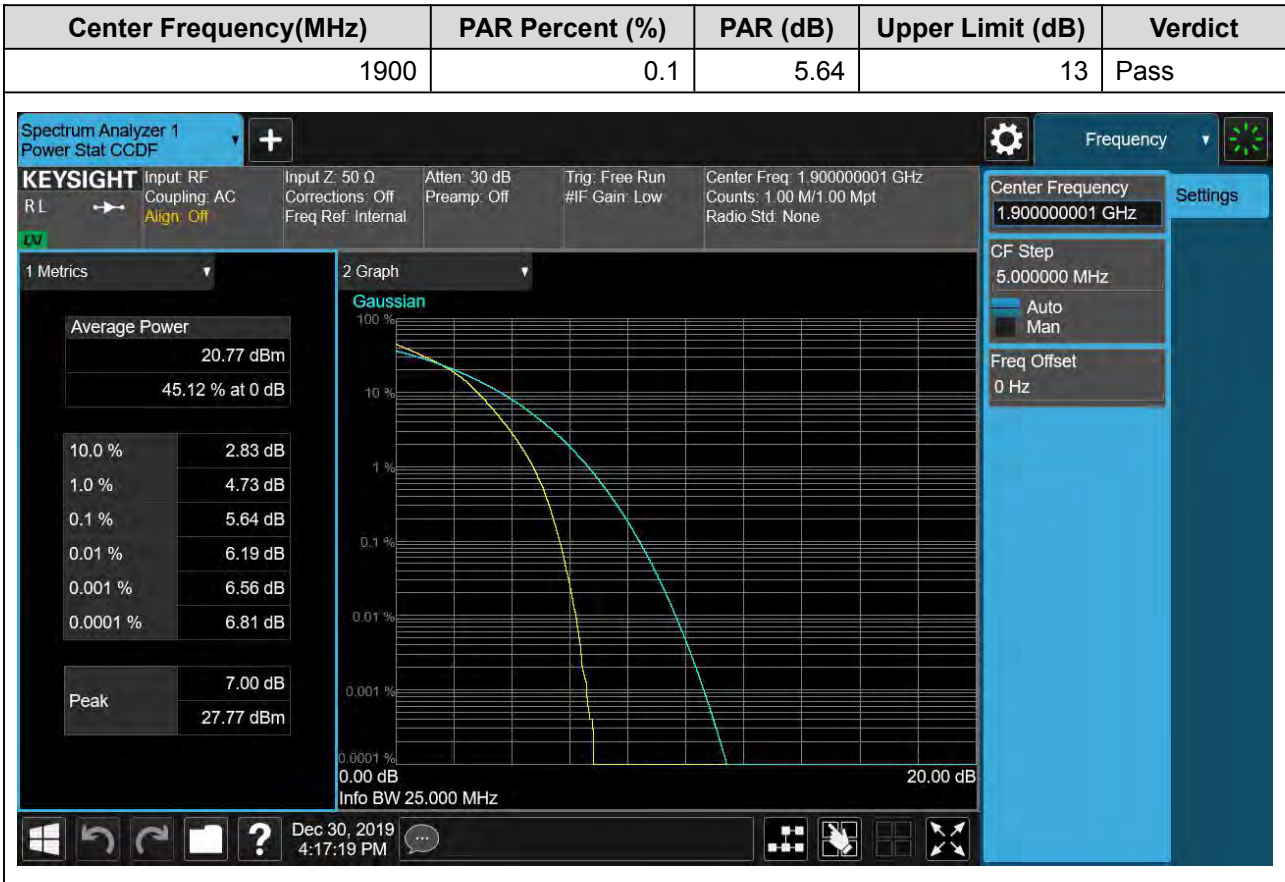 Center Frequency(MHz) PAR Percent (%) PAR (dB) Upper Limit (dB) Verdict
1900 0.1 5.64 13 Pass
Spectrum Analyzer 1
Power Stat CCDF
Frequency
KEYSIGHT
R L
LXI
Input: RF
Coupling: AC
Align: Off
Input Z: 50 Ω
Corrections: Off
Freq Ref: Internal
Atten: 30 dB
Preamp: Off
Trig: Free Run
#IF Gain: Low
Center Freq: 1.900000001 GHz
Counts: 1.00 M/1.00 Mpt
Radio Std: None
Center Frequency
1.900000001 GHz
Settings
CF Step
5.000000 MHz
Auto
Man
Freq Offset
0 Hz
1 Metrics
Average Power
20.77 dBm
45.12 % at 0 dB
10.0 % 2.83 dB
1.0 % 4.73 dB
0.1 % 5.64 dB
0.01 % 6.19 dB
0.001 % 6.56 dB
0.0001 % 6.81 dB
Peak
7.00 dB
27.77 dBm
2 Graph
Gaussian
100 %
10 %
1 %
0.1 %
0.01 %
0.001 %
0.0001 %
0.00 dB 20.00 dB
Info BW 25.000 MHz
?
Dec 30, 2019
4:17:19 PM